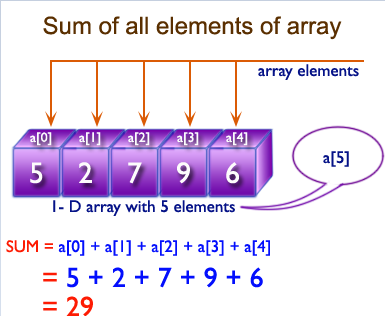 Sum of all elements of array
array elements
a[0] a[1] a[2] a[3] a[4]
5 2 7 9 6
a[5]
1- D array with 5 elements
SUM = a[0] + a[1] + a[2] + a[3] + a[4]
= 5 + 2 + 7 + 9 + 6
= 29